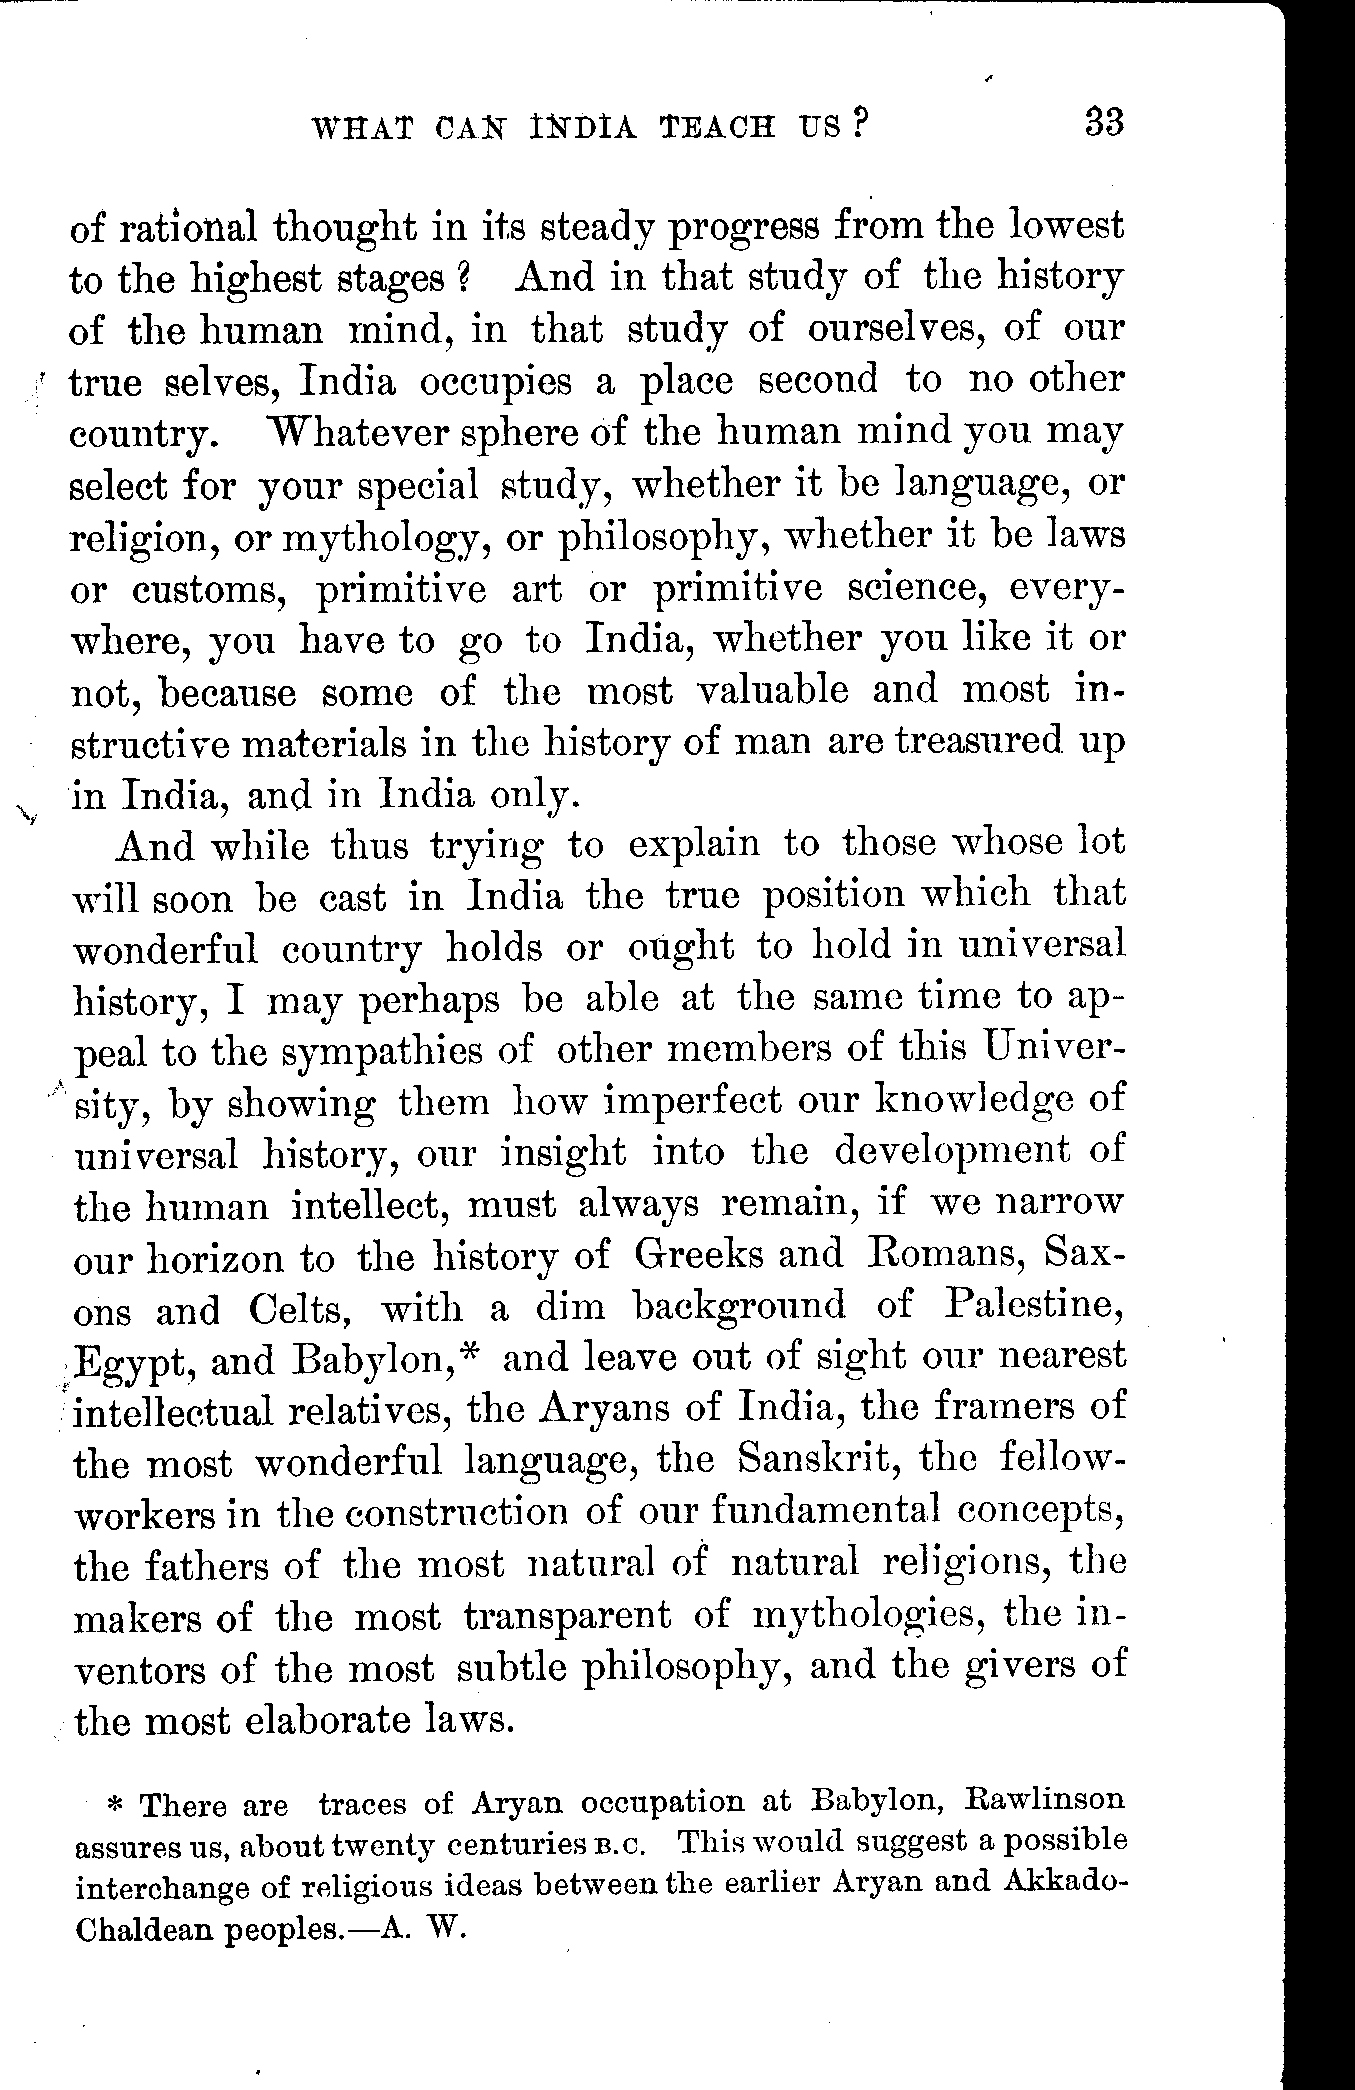 WHAT CAN INDIA TEACH US? 33
of rational thought in its steady progress from the lowest
to the highest stages? And in that study of the history
of the human mind, in that study of ourselves, of our
true selves, India occupies a place second to no other
country. Whatever sphere of the human mind you may
select for your special study, whether it be language, or
religion, or mythology, or philosophy, whether it be laws
or customs, primitive art or primitive science, every-
where, you have to go to India, whether you like it or
not, because some of the most valuable and most in-
structive materials in the history of man are treasured up
in India, and in India only.
And while thus trying to explain to those whose lot
will soon be cast in India the true position which that
wonderful country holds or ought to hold in universal
history, I may perhaps be able at the same time to ap-
peal to the sympathies of other members of this Univer-
sity, by showing them how imperfect our knowledge of
universal history, our insight into the development of
the human intellect, must always remain, if we narrow
our horizon to the history of Greeks and Romans, Sax-
ons and Celts, with a dim background of Palestine,
Egypt, and Babylon,* and leave out of sight our nearest
intellectual relatives, the Aryans of India, the framers of
the most wonderful language, the Sanskrit, the fellow-
workers in the construction of our fundamental concepts,
the fathers of the most natural of natural religions, the
makers of the most transparent of mythologies, the in-
ventors of the most subtle philosophy, and the givers of
the most elaborate laws.
* There are traces of Aryan occupation at Babylon, Rawlinson
assures us, about twenty centuries B.C. This would suggest a possible
interchange of religious ideas between the earlier Aryan and Akkado-
Chaldean peoples.—A. W.